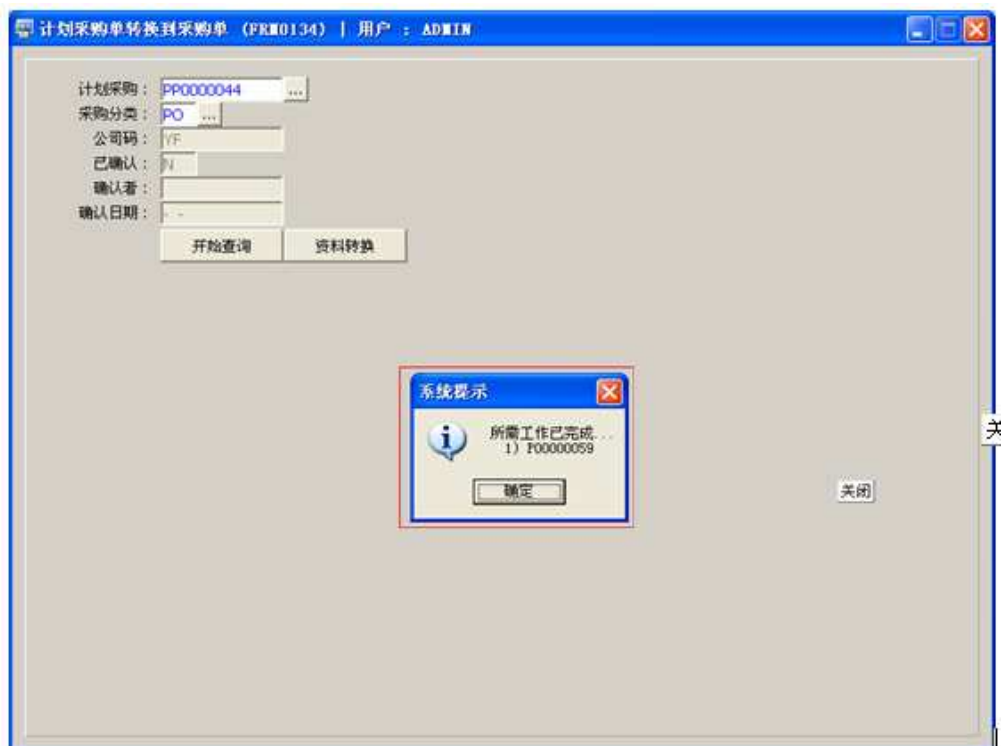 计划采购单转换到采购单 (FRM0134) | 用户 : ADMIN
计划采购: PP0000044 ...
采购分类: PO ...
公司码: YF
已确认: N
确认者:
确认日期: - -
开始查询 资料转换
系统提示
所需工作已完成...
1) PO0000059
确定
关
关闭